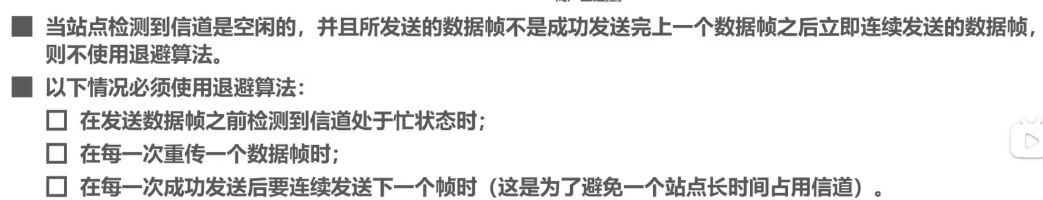 ■ 当站点检测到信道是空闲的，并且所发送的数据帧不是成功发送完上一个数据帧之后立即连续发送的数据帧，
则不使用退避算法。
■ 以下情况必须使用退避算法：
□ 在发送数据帧之前检测到信道处于忙状态时；
□ 在每一次重传一个数据帧时；
□ 在每一次成功发送后要连续发送下一个帧时（这是为了避免一个站点长时间占用信道）。